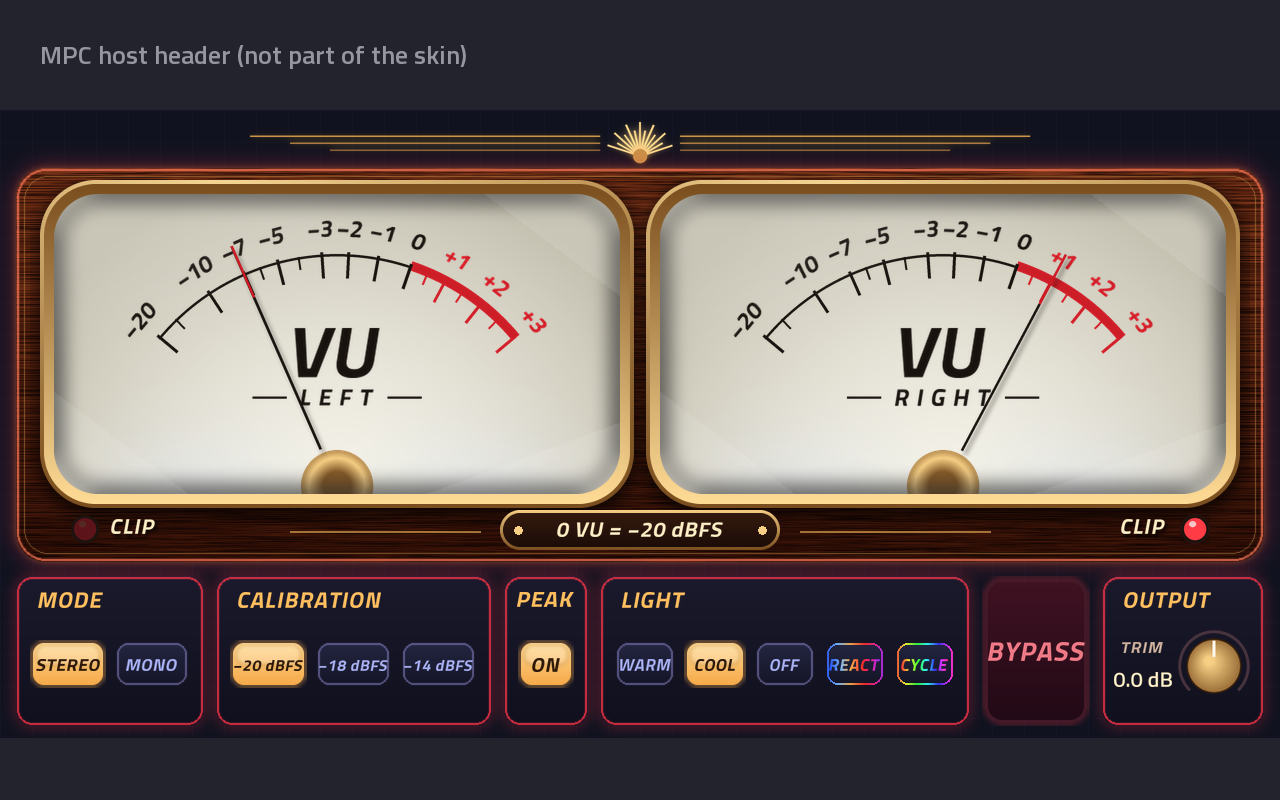 MPC host header (not part of the skin)
−20 −10 −7 −5 −3 −2 −1 0 +1 +2 +3
VU
LEFT
−20 −10 −7 −5 −3 −2 −1 0 +1 +2 +3
VU
RIGHT
CLIP
0 VU = −20 dBFS
CLIP
MODE
STEREO MONO
CALIBRATION
−20 dBFS −18 dBFS −14 dBFS
PEAK
ON
LIGHT
WARM COOL OFF REACT CYCLE
BYPASS
OUTPUT
TRIM
0.0 dB